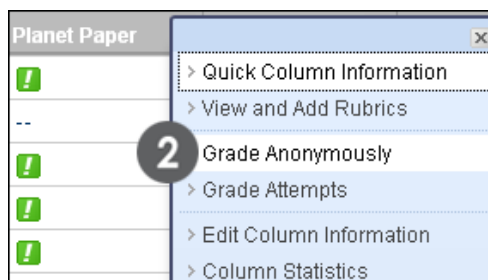 Planet Paper
> Quick Column Information
> View and Add Rubrics
--
2 Grade Anonymously
> Grade Attempts
> Edit Column Information
> Column Statistics